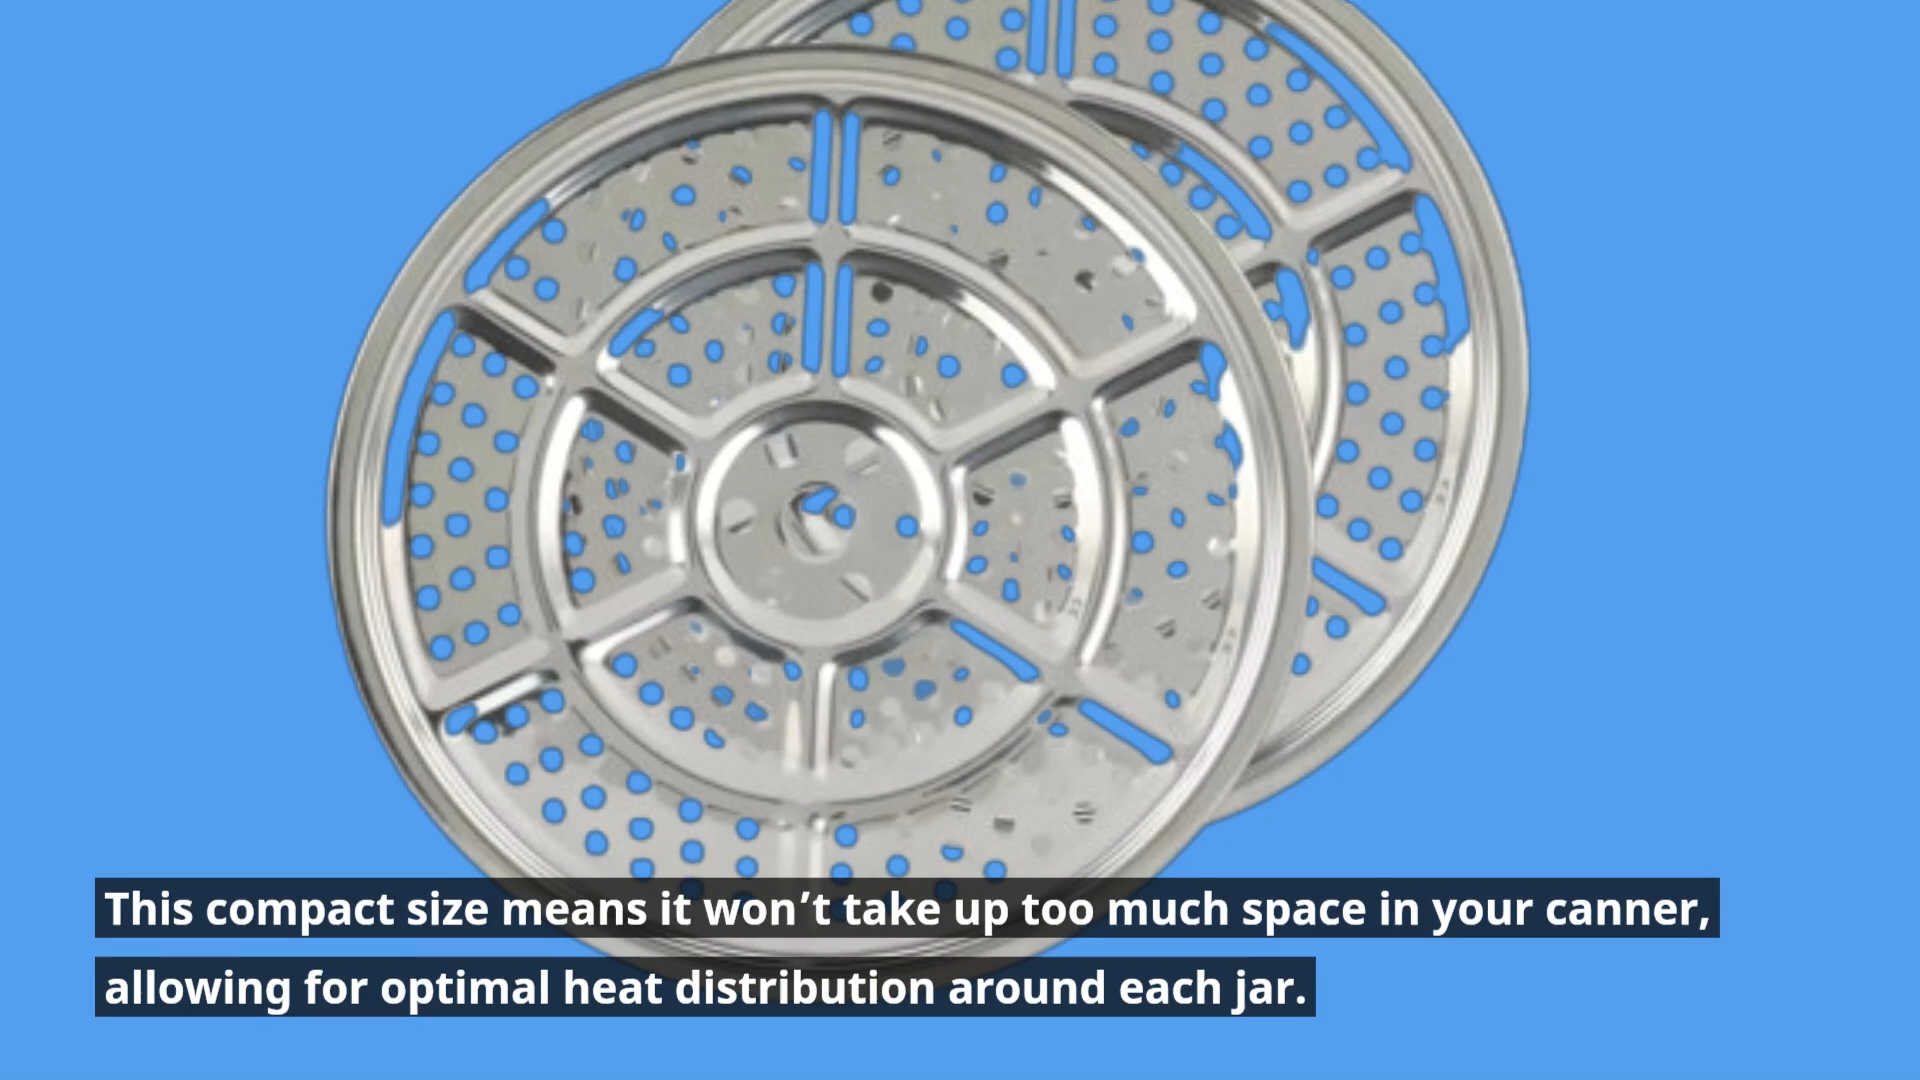 This compact size means it won’t take up too much space in your canner,
allowing for optimal heat distribution around each jar.